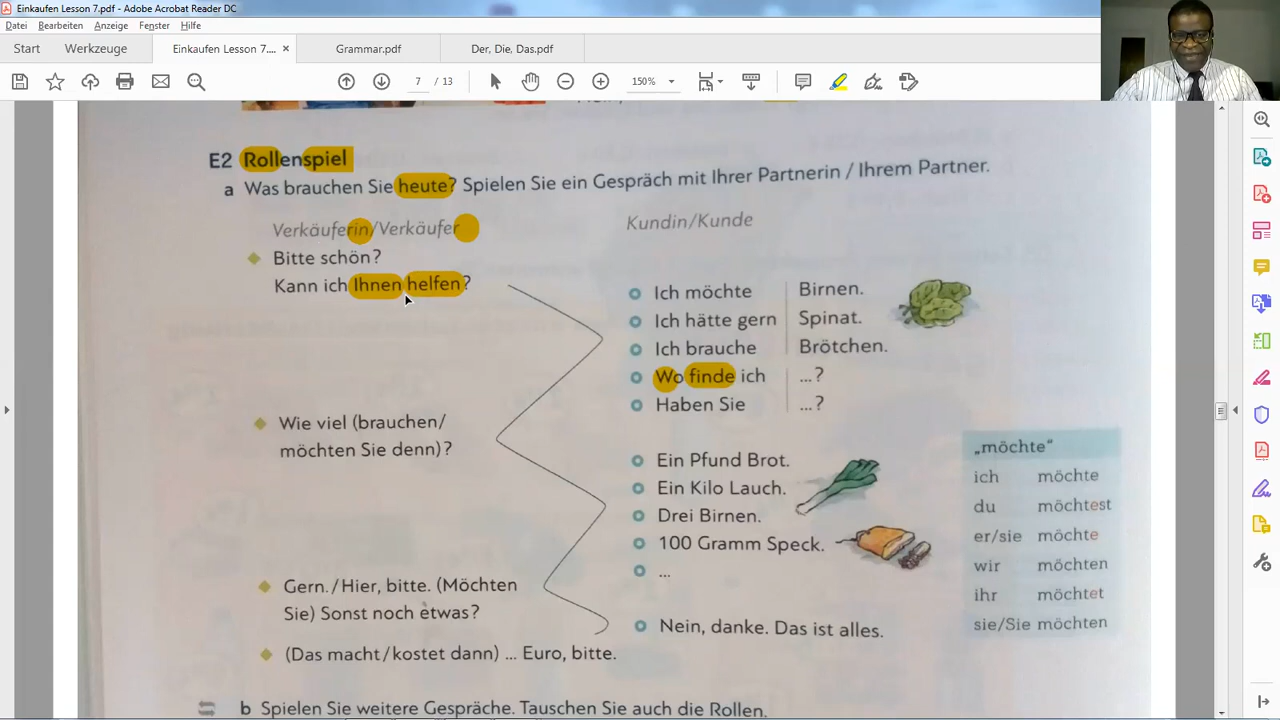 Einkaufen Lesson 7.pdf - Adobe Acrobat Reader DC
Datei Bearbeiten Anzeige Fenster Hilfe
Start Werkzeuge Einkaufen Lesson 7.... × Grammar.pdf Der, Die, Das.pdf
7 / 13 150%
E2 Rollenspiel
a Was brauchen Sie heute? Spielen Sie ein Gespräch mit Ihrer Partnerin / Ihrem Partner.
Verkäuferin/Verkäufer
Kundin/Kunde
Bitte schön?
Kann ich Ihnen helfen?
Ich möchte Birnen.
Ich hätte gern Spinat.
Ich brauche Brötchen.
Wo finde ich ...?
Haben Sie ...?
Wie viel (brauchen/
möchten Sie denn)?
Ein Pfund Brot.
Ein Kilo Lauch.
Drei Birnen.
100 Gramm Speck.
...
Gern. / Hier, bitte. (Möchten
Sie) Sonst noch etwas?
Nein, danke. Das ist alles.
(Das macht / kostet dann) ... Euro, bitte.
„möchte“
ich möchte
du möchtest
er/sie möchte
wir möchten
ihr möchtet
sie/Sie möchten
b Spielen Sie weitere Gespräche. Tauschen Sie auch die Rollen.